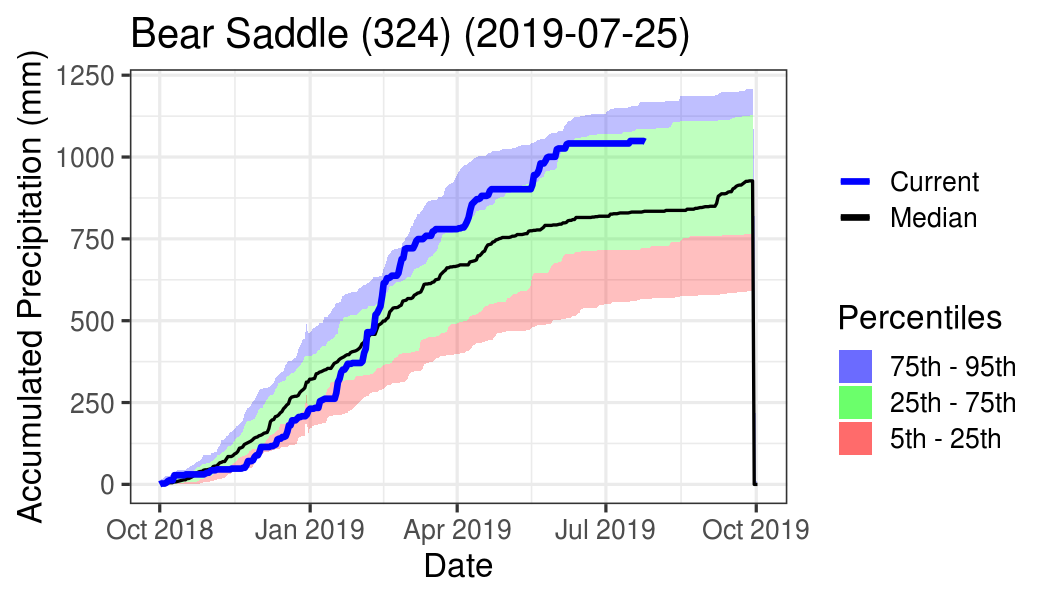 Bear Saddle (324) (2019-07-25)
Accumulated Precipitation (mm)
1250
1000
750
500
250
0
Oct 2018
Jan 2019
Apr 2019
Jul 2019
Oct 2019
Date
Current
Median
Percentiles
75th - 95th
25th - 75th
5th - 25th